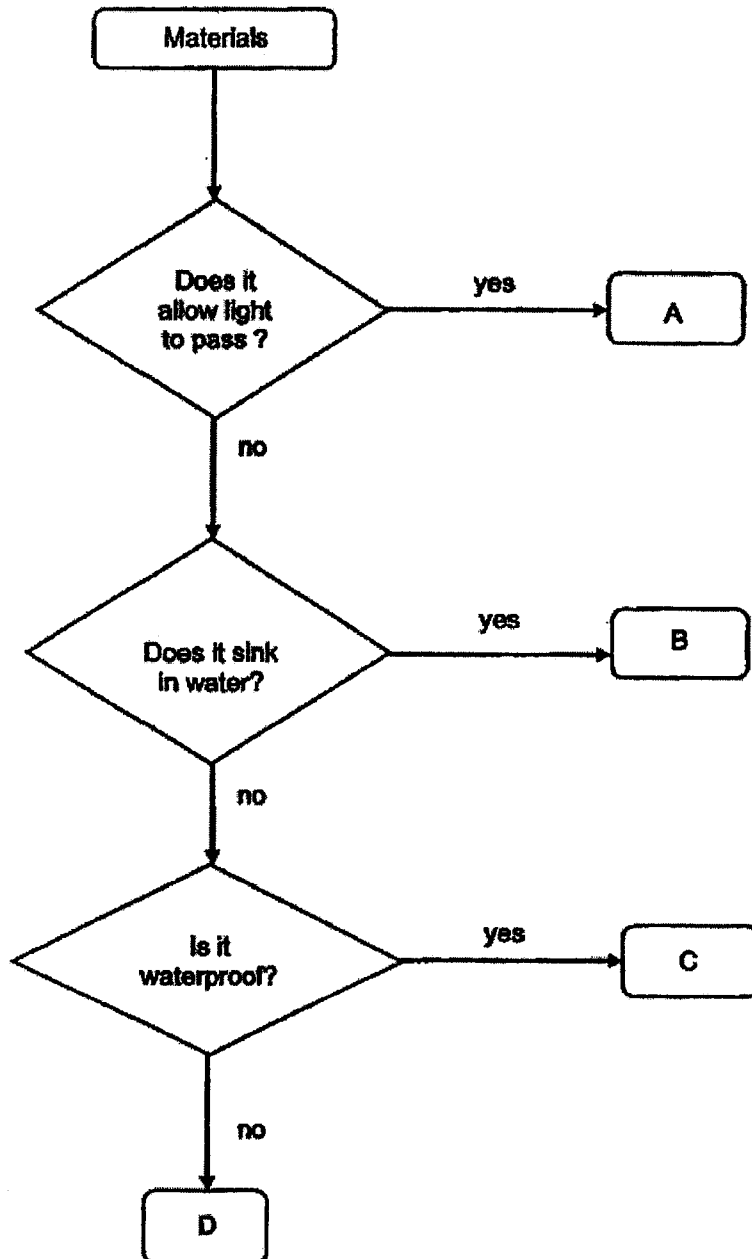 Materials
Does it
allow light
to pass ?
yes
A
no
Does it sink
in water?
yes
B
no
Is it
waterproof?
yes
C
no
D